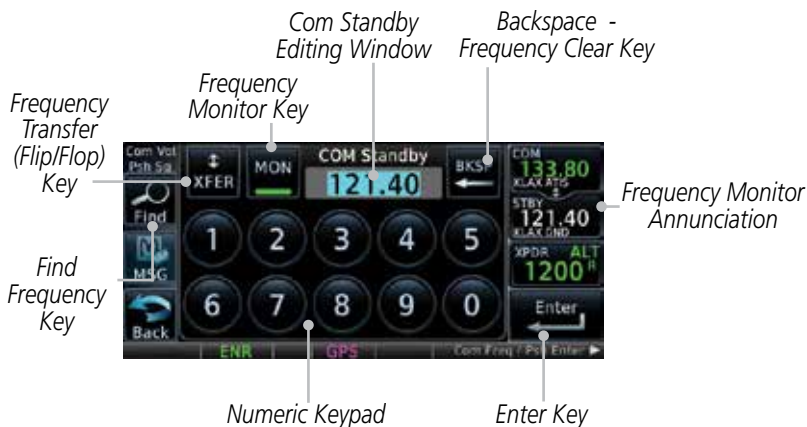 Com Standby
Editing Window
Backspace -
Frequency Clear Key
Frequency
Monitor Key
Frequency
Transfer
(Flip/Flop)
Key
Com Vol
Psh Sq
XFER
MON
COM Standby
121.40
BKSP
COM
133.80
KLAX ATIS
STBY
121.40
KLAX GND
Frequency Monitor
Annunciation
Find
1 2 3 4 5
XPDR ALT
1200 R
MSG
Find
Frequency
Key
6 7 8 9 0
Enter
Back
ENR GPS Com Freq / Psh Enter
Numeric Keypad
Enter Key